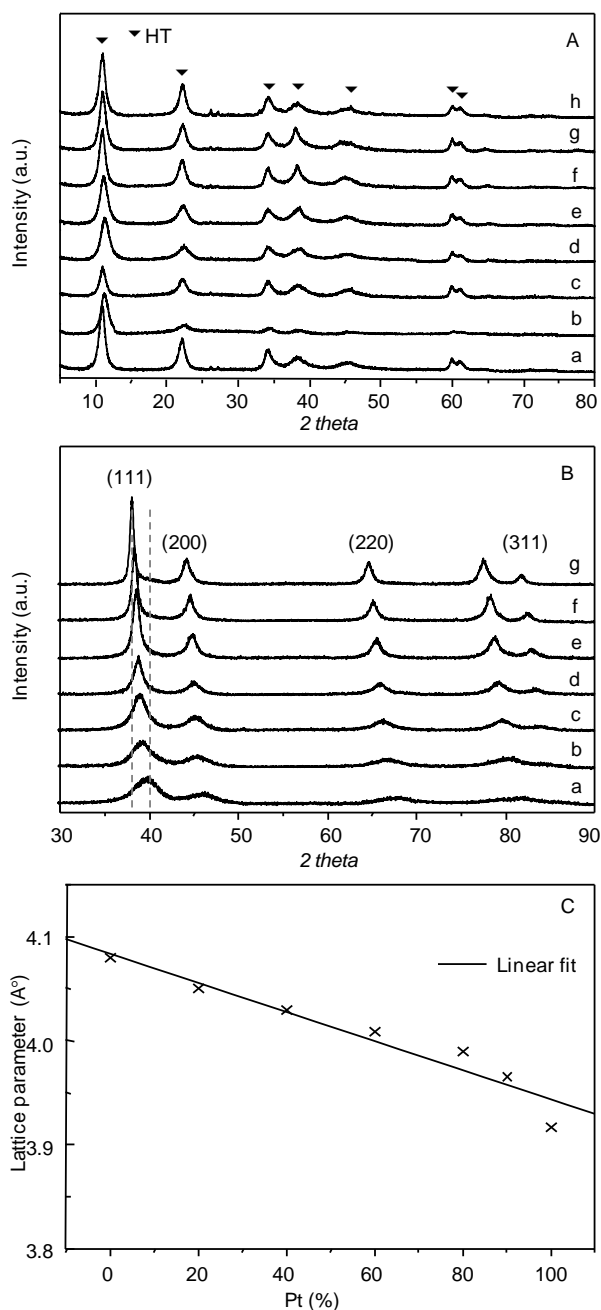 HT
A
h
g
f
e
d
c
b
a
Intensity (a.u.)
10 20 30 40 50 60 70 80
2 theta
B
(111)
(200) (220) (311)
g
f
e
d
c
b
a
Intensity (a.u.)
30 40 50 60 70 80 90
2 theta
C
4.1
Linear fit
4.0
3.9
3.8
Lattice parameter (A°)
0 20 40 60 80 100
Pt (%)